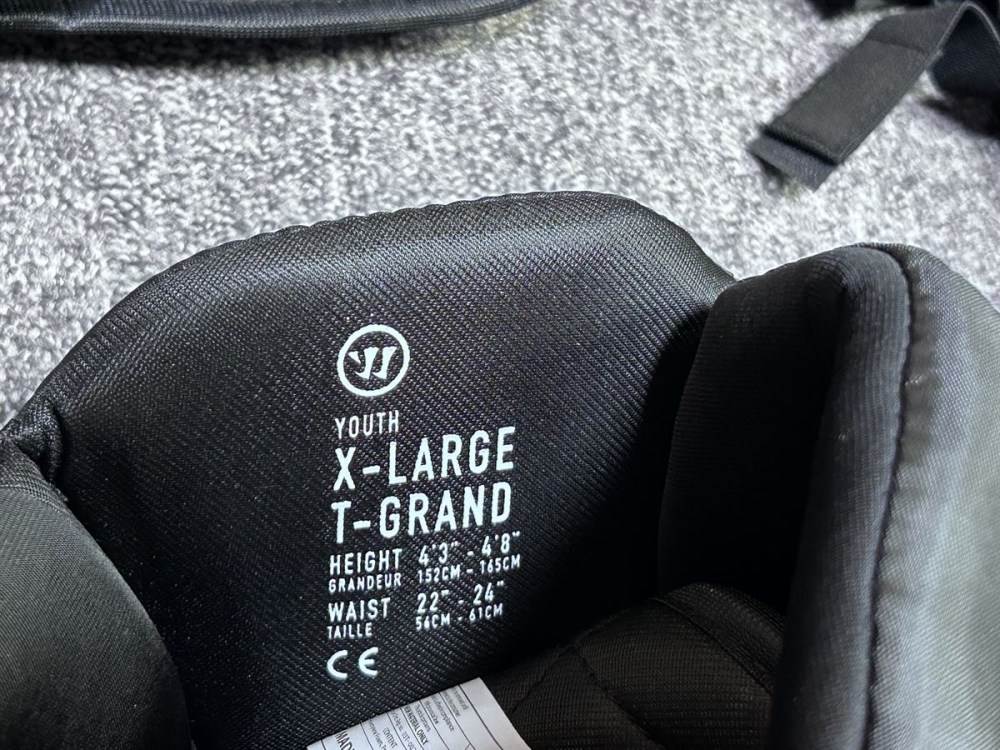 YOUTH
X-LARGE
T-GRAND
HEIGHT 4'3" - 4'8"
GRANDEUR 152CM - 165CM
WAIST 22" - 24"
TAILLE 54CM - 61CM
CE